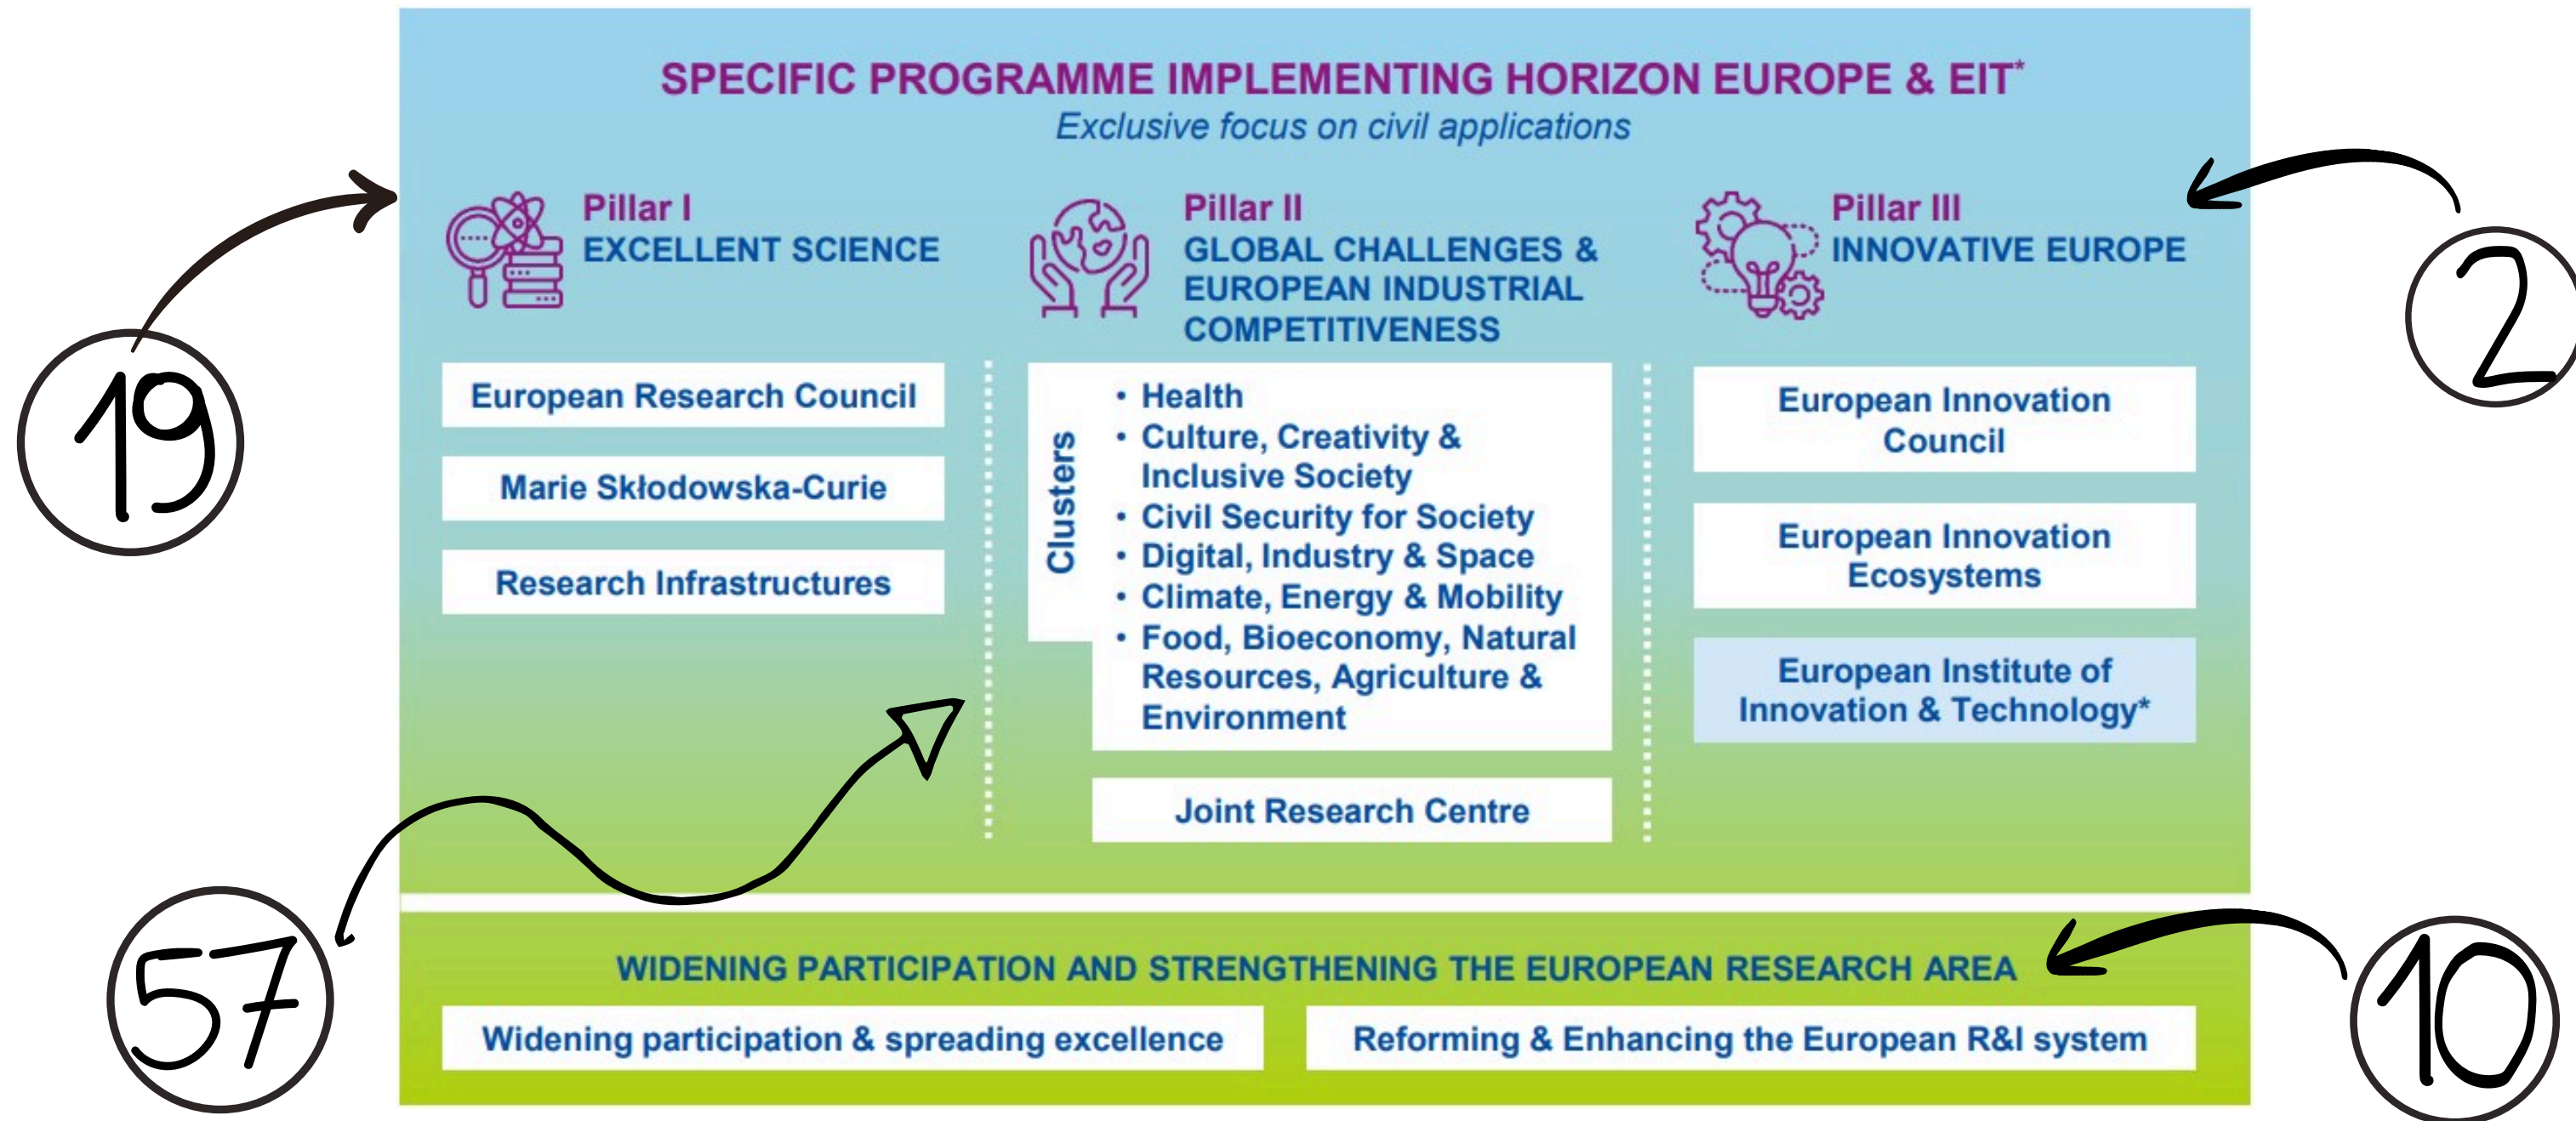 SPECIFIC PROGRAMME IMPLEMENTING HORIZON EUROPE & EIT*
Exclusive focus on civil applications
Pillar I
EXCELLENT SCIENCE
European Research Council
Marie Skłodowska-Curie
Research Infrastructures
Pillar II
GLOBAL CHALLENGES &
EUROPEAN INDUSTRIAL
COMPETITIVENESS
Clusters
• Health
• Culture, Creativity &
Inclusive Society
• Civil Security for Society
• Digital, Industry & Space
• Climate, Energy & Mobility
• Food, Bioeconomy, Natural
Resources, Agriculture &
Environment
Joint Research Centre
Pillar III
INNOVATIVE EUROPE
European Innovation
Council
European Innovation
Ecosystems
European Institute of
Innovation & Technology*
WIDENING PARTICIPATION AND STRENGTHENING THE EUROPEAN RESEARCH AREA
Widening participation & spreading excellence
Reforming & Enhancing the European R&I system
19
2
57
10